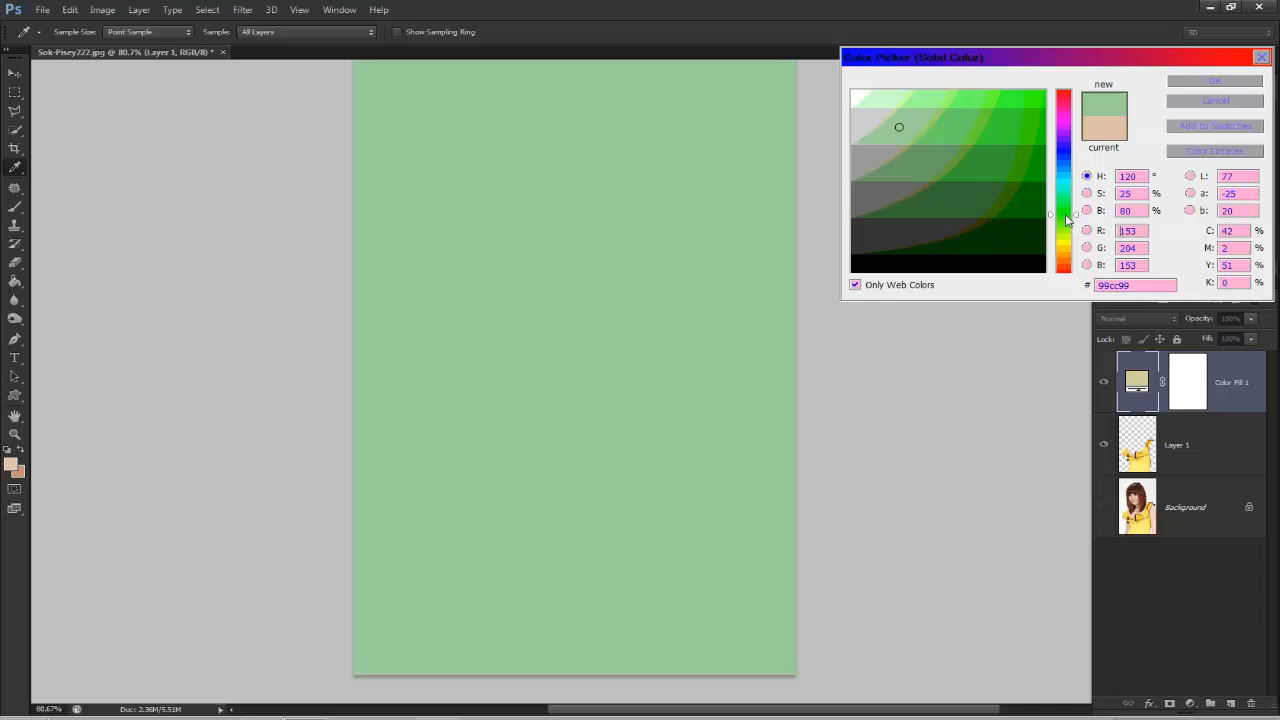 Ps File Edit Image Layer Type Select Filter 3D View Window Help
Sample Size: Point Sample Sample: All Layers Show Sampling Ring 3D
Sok-Pisey222.jpg @ 80.7% (Layer 1, RGB/8) * ×
Color Picker (Solid Color)
new
current
OK
Cancel
Add to Swatches
Color Libraries
H: 120 ° L: 77
S: 25 % a: -25
B: 80 % b: 20
R: 153 C: 42 %
G: 204 M: 2 %
B: 153 Y: 51 %
# 99cc99 K: 0 %
Only Web Colors
Normal Opacity: 100%
Lock: Fill: 100%
Color Fill 1
Layer 1
Background
80.67% Doc: 2.36M/5.51M